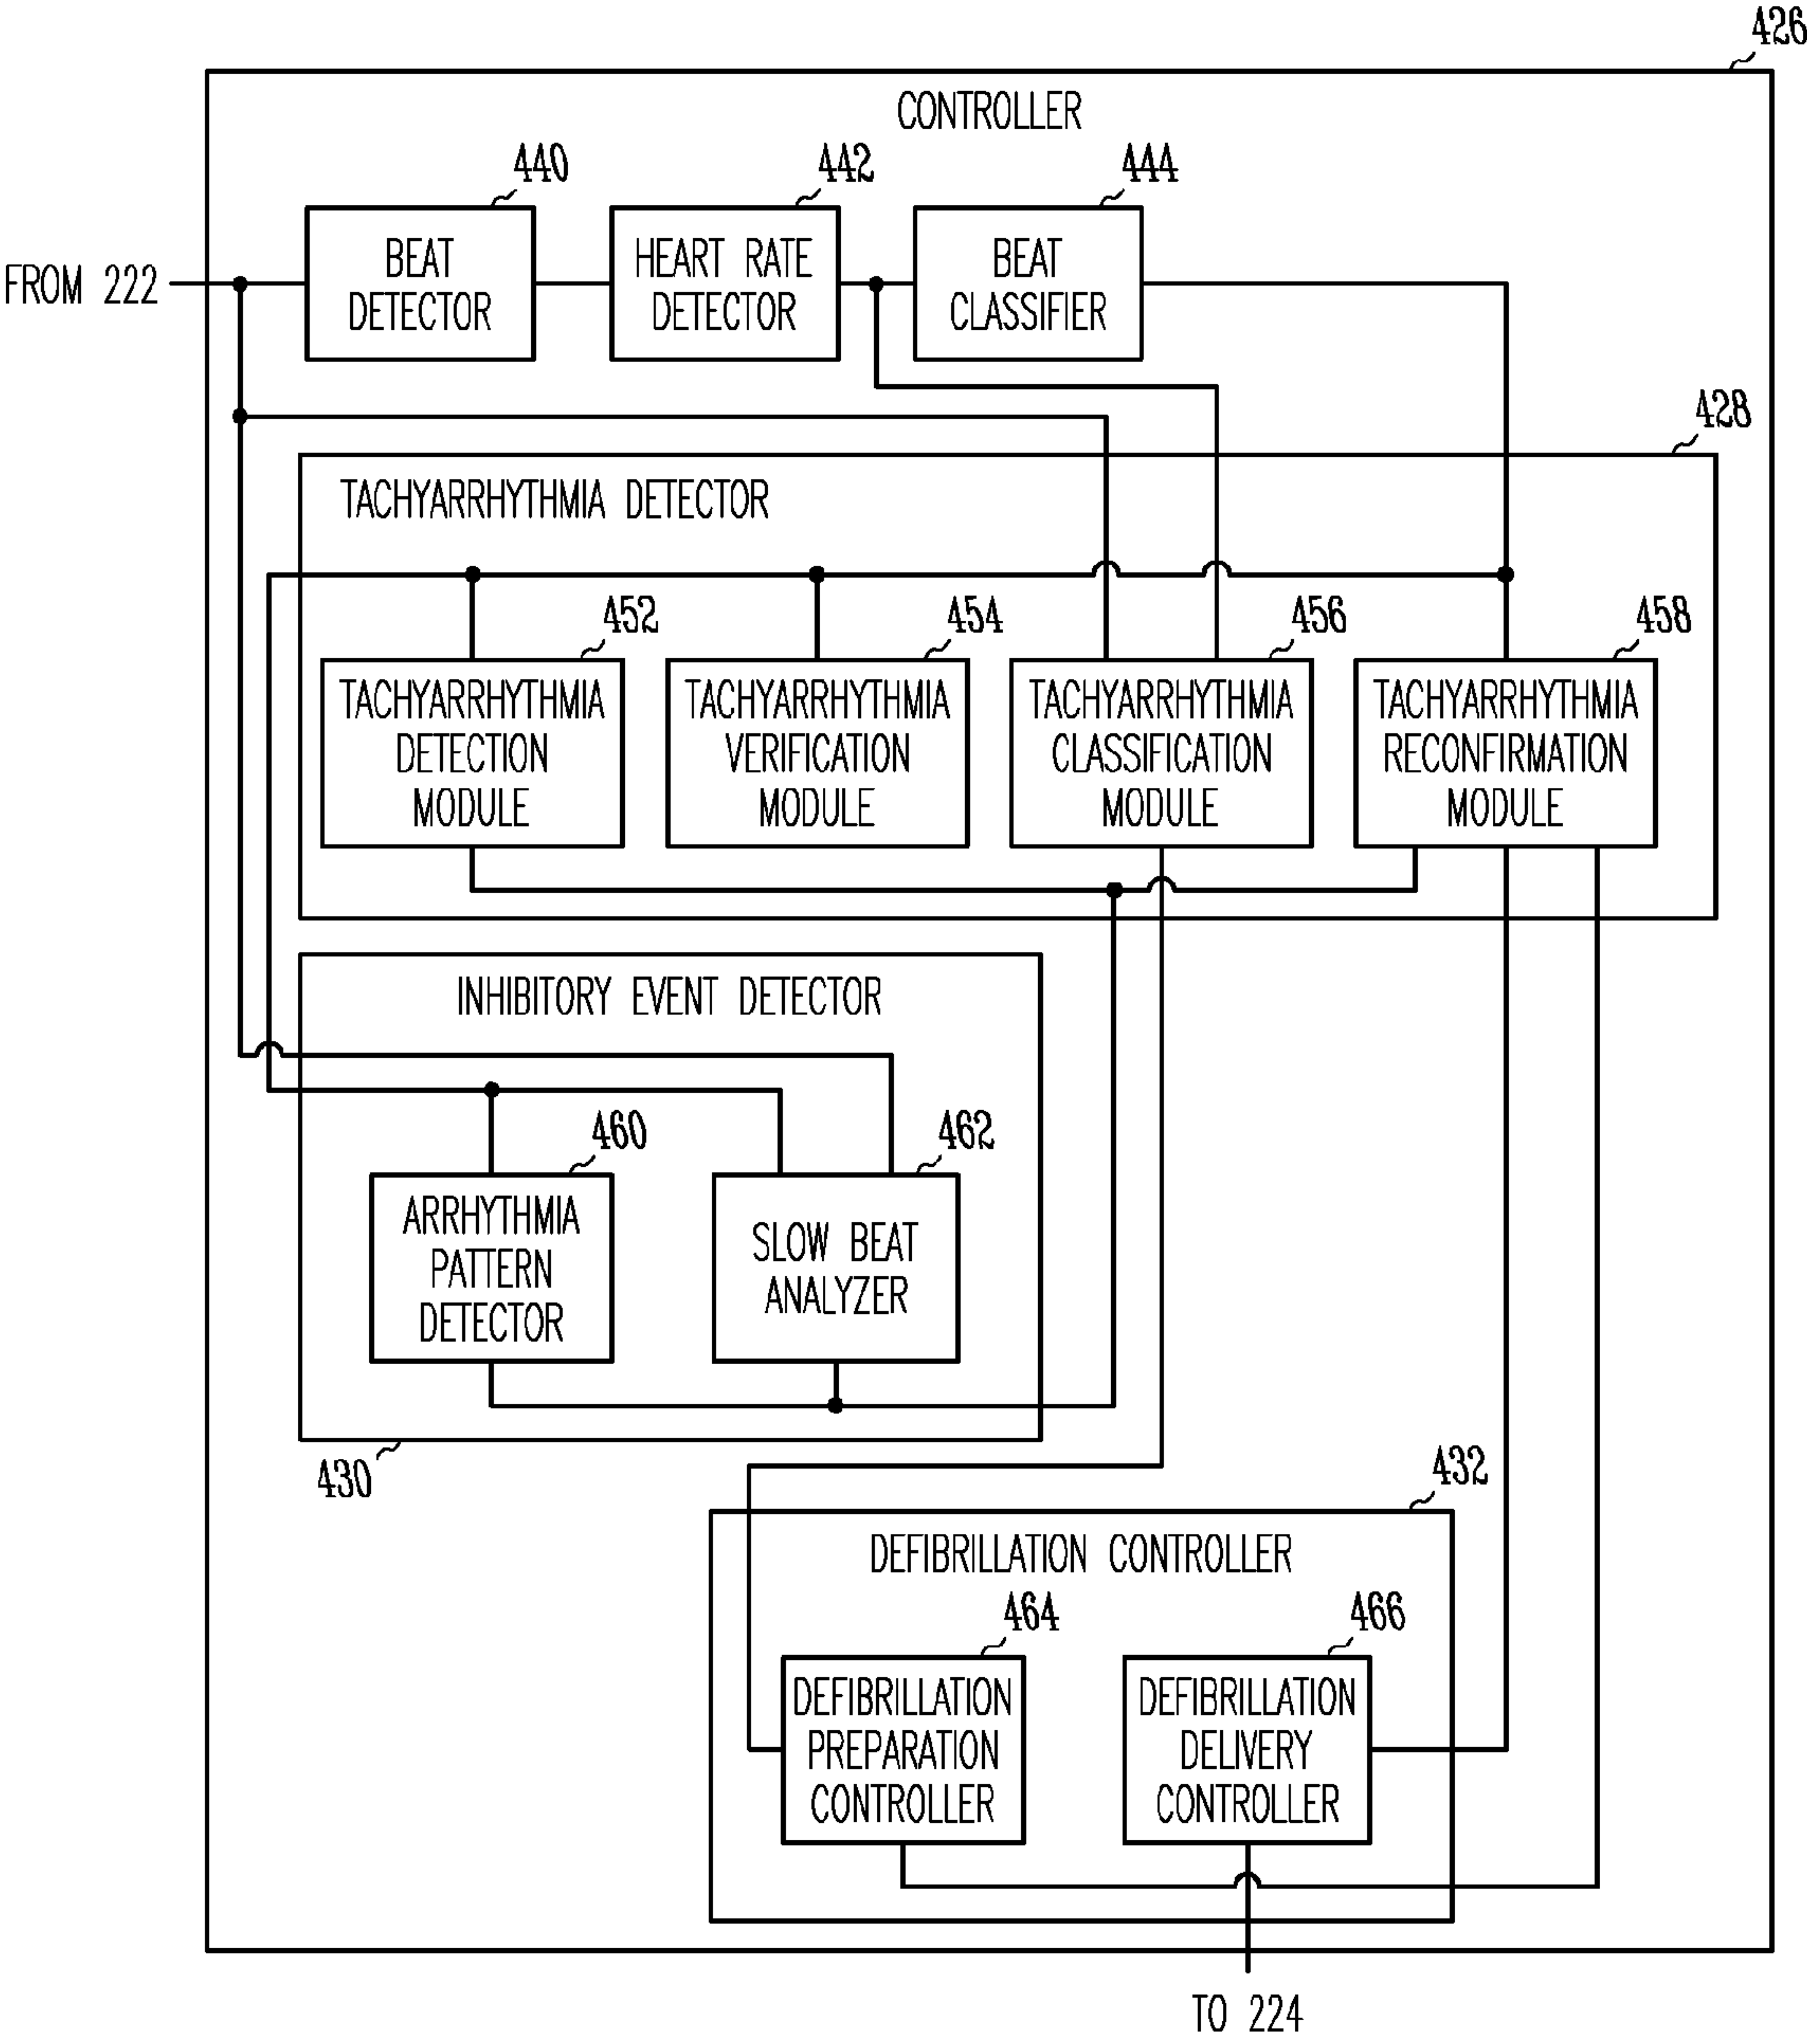 426
CONTROLLER
440
442
444
FROM 222
BEAT
DETECTOR
HEART RATE
DETECTOR
BEAT
CLASSIFIER
428
TACHYARRHYTHMIA DETECTOR
452
454
456
458
TACHYARRHYTHMIA
DETECTION
MODULE
TACHYARRHYTHMIA
VERIFICATION
MODULE
TACHYARRHYTHMIA
CLASSIFICATION
MODULE
TACHYARRHYTHMIA
RECONFIRMATION
MODULE
INHIBITORY EVENT DETECTOR
460
462
ARRHYTHMIA
PATTERN
DETECTOR
SLOW BEAT
ANALYZER
430
432
DEFIBRILLATION CONTROLLER
464
466
DEFIBRILLATION
PREPARATION
CONTROLLER
DEFIBRILLATION
DELIVERY
CONTROLLER
TO 224